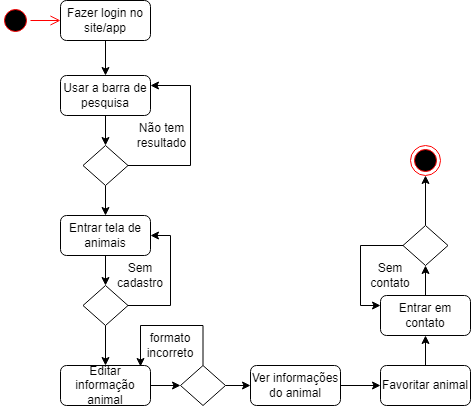 Fazer login no
site/app
Usar a barra de
pesquisa
Não tem
resultado
Entrar tela de
animais
Sem
cadastro
Editar
informação
animal
formato
incorreto
Ver informações
do animal
Favoritar animal
Entrar em
contato
Sem
contato